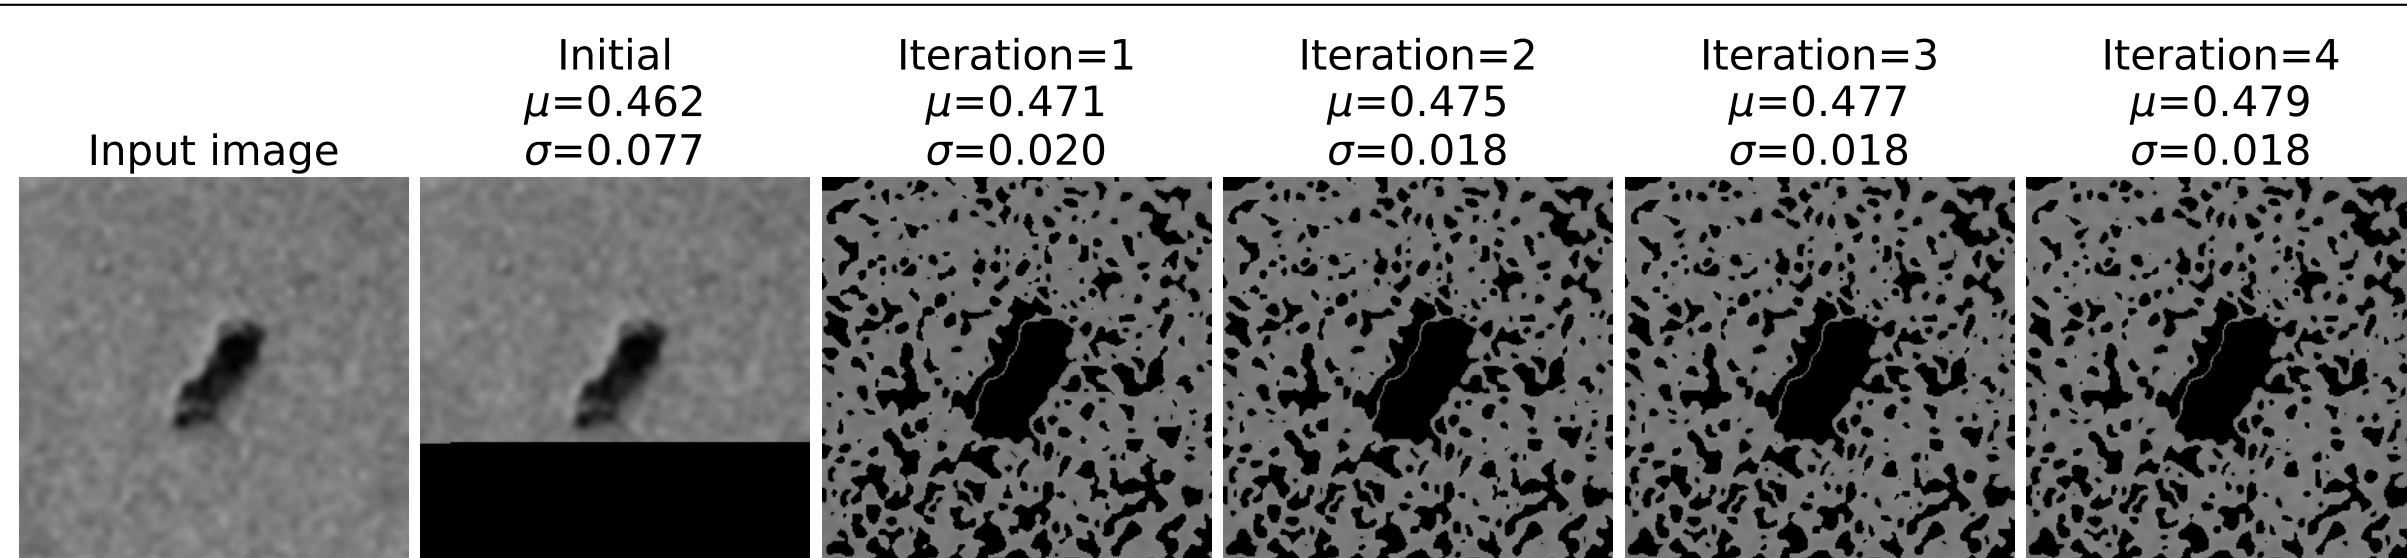 Input image
Initial
μ=0.462
σ=0.077
Iteration=1
μ=0.471
σ=0.020
Iteration=2
μ=0.475
σ=0.018
Iteration=3
μ=0.477
σ=0.018
Iteration=4
μ=0.479
σ=0.018